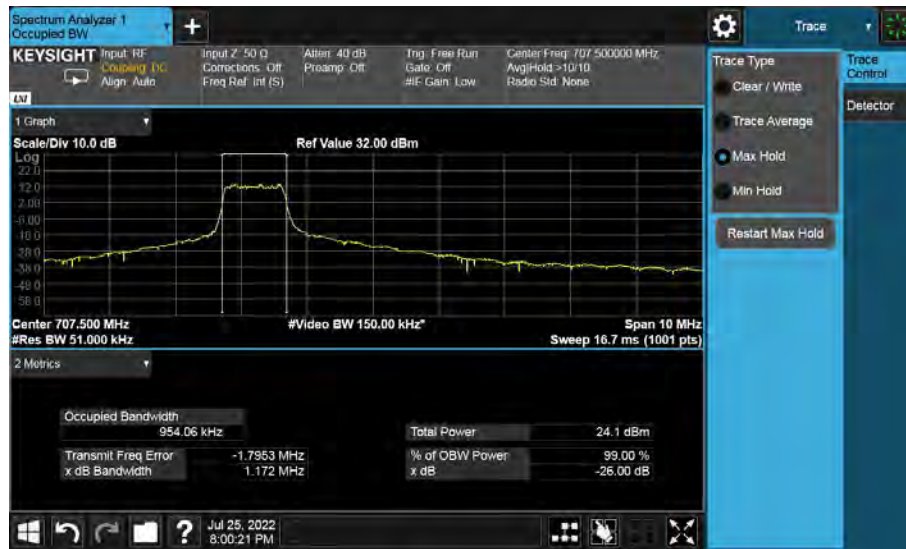 Spectrum Analyzer 1
Occupied BW
Trace
KEYSIGHT
Input: RF
Coupling: DC
Align: Auto
Input Z: 50 Ω
Corrections: Off
Freq Ref: Int (S)
Atten: 40 dB
Preamp: Off
Trig: Free Run
Gate: Off
#IF Gain: Low
Center Freq: 707.500000 MHz
Avg|Hold:>10/10
Radio Std: None
LXI
Trace Type
Clear / Write
Trace Average
Max Hold
Min Hold
Restart Max Hold
Trace
Control
Detector
1 Graph
Scale/Div 10.0 dB
Ref Value 32.00 dBm
Log
22.0
12.0
2.00
-8.00
-18.0
-28.0
-38.0
-48.0
-58.0
Center 707.500 MHz
#Video BW 150.00 kHz*
Span 10 MHz
#Res BW 51.000 kHz
Sweep 16.7 ms (1001 pts)
2 Metrics
Occupied Bandwidth
954.06 kHz
Total Power 24.1 dBm
Transmit Freq Error -1.7953 MHz
% of OBW Power 99.00 %
x dB Bandwidth 1.172 MHz
x dB -26.00 dB
?
Jul 25, 2022
8:00:21 PM